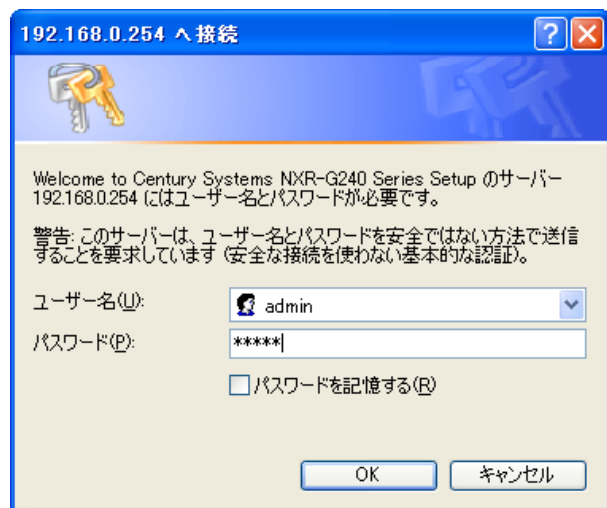 192.168.0.254 へ接続
Welcome to Century Systems NXR-G240 Series Setup のサーバー
192.168.0.254 にはユーザー名とパスワードが必要です。
警告: このサーバーは、ユーザー名とパスワードを安全ではない方法で送信
することを要求しています (安全な接続を使わない基本的な認証)。
ユーザー名(U):
admin
パスワード(P):
*****
パスワードを記憶する(R)
OK
キャンセル